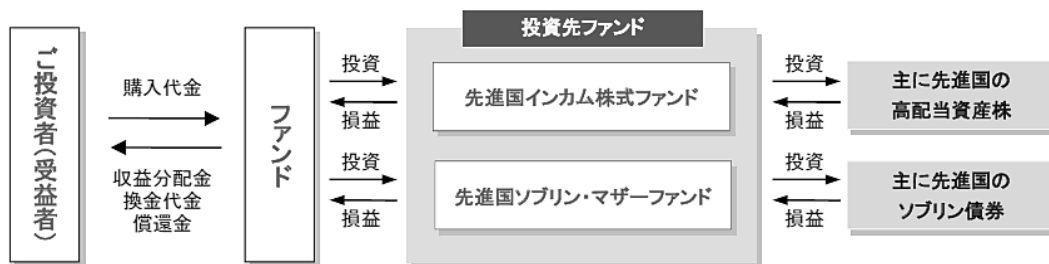 ご投資者(受益者)
購入代金
収益分配金
換金代金
償還金
ファンド
投資
損益
投資
損益
投資先ファンド
先進国インカム株式ファンド
先進国ソブリン・マザーファンド
投資
損益
投資
損益
主に先進国の
高配当資産株
主に先進国の
ソブリン債券